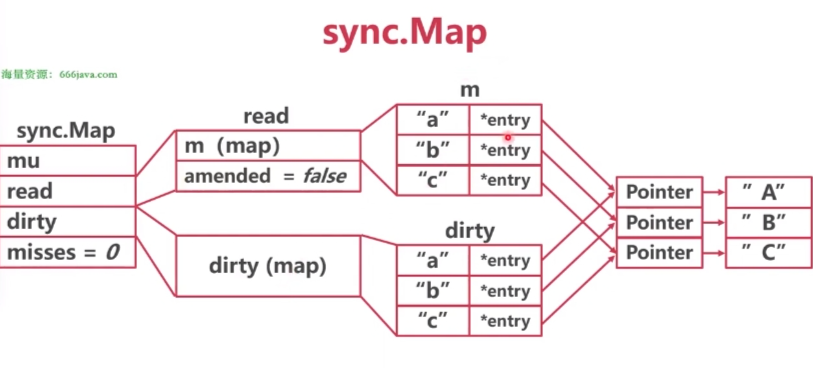 sync.Map
海量资源：666java.com
sync.Map
mu
read
dirty
misses = 0
read
m (map)
amended = false
dirty (map)
m
"a" *entry
"b" *entry
"c" *entry
dirty
"a" *entry
"b" *entry
"c" *entry
Pointer
Pointer
Pointer
" A"
" B"
" C"